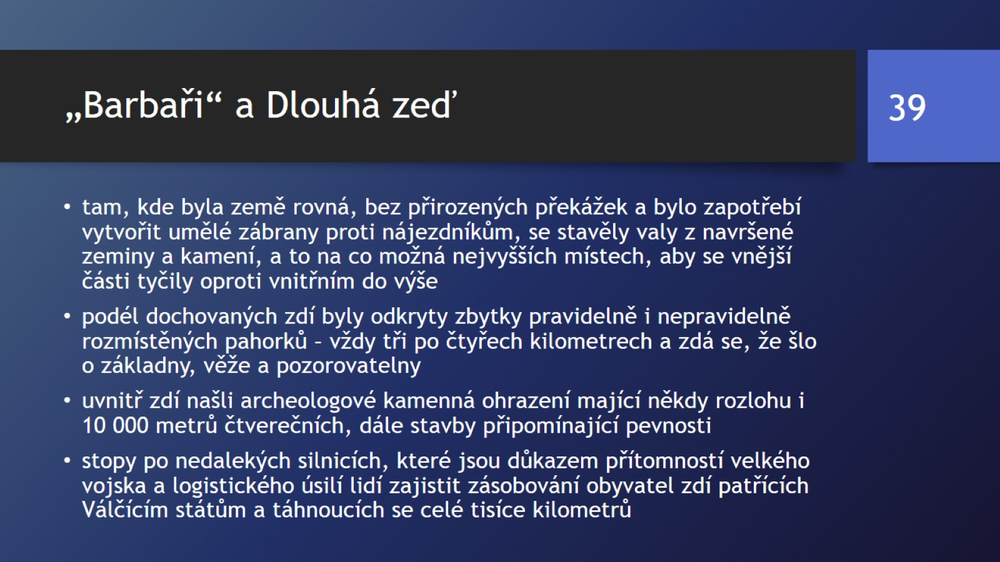 „Barbaři“ a Dlouhá zeď
39
• tam, kde byla země rovná, bez přirozených překážek a bylo zapotřebí
vytvořit umělé zábrany proti nájezdníkům, se stavěly valy z navršené
zeminy a kamení, a to na co možná nejvyšších místech, aby se vnější
části tyčily oproti vnitřním do výše
• podél dochovaných zdí byly odkryty zbytky pravidelně i nepravidelně
rozmístěných pahorků – vždy tři po čtyřech kilometrech a zdá se, že šlo
o základny, věže a pozorovatelny
• uvnitř zdí našli archeologové kamenná ohrazení mající někdy rozlohu i
10 000 metrů čtverečních, dále stavby připomínající pevnosti
• stopy po nedalekých silnicích, které jsou důkazem přítomností velkého
vojska a logistického úsilí lidí zajistit zásobování obyvatel zdí patřících
Válčícím státům a táhnoucích se celé tisíce kilometrů